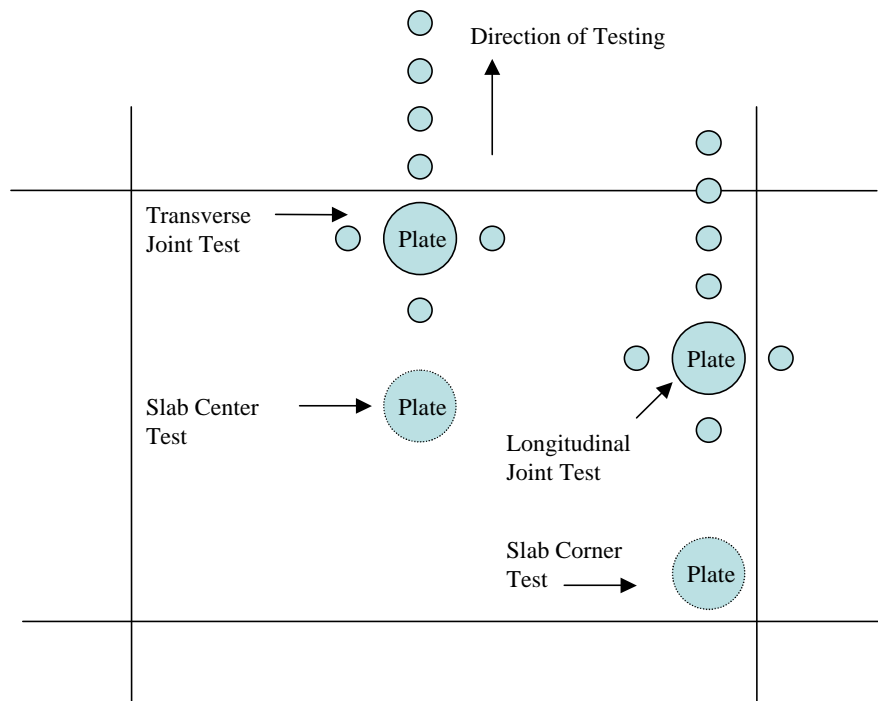 Direction of Testing
Transverse
Joint Test
Plate
Plate
Slab Center
Test
Plate
Longitudinal
Joint Test
Slab Corner
Test
Plate